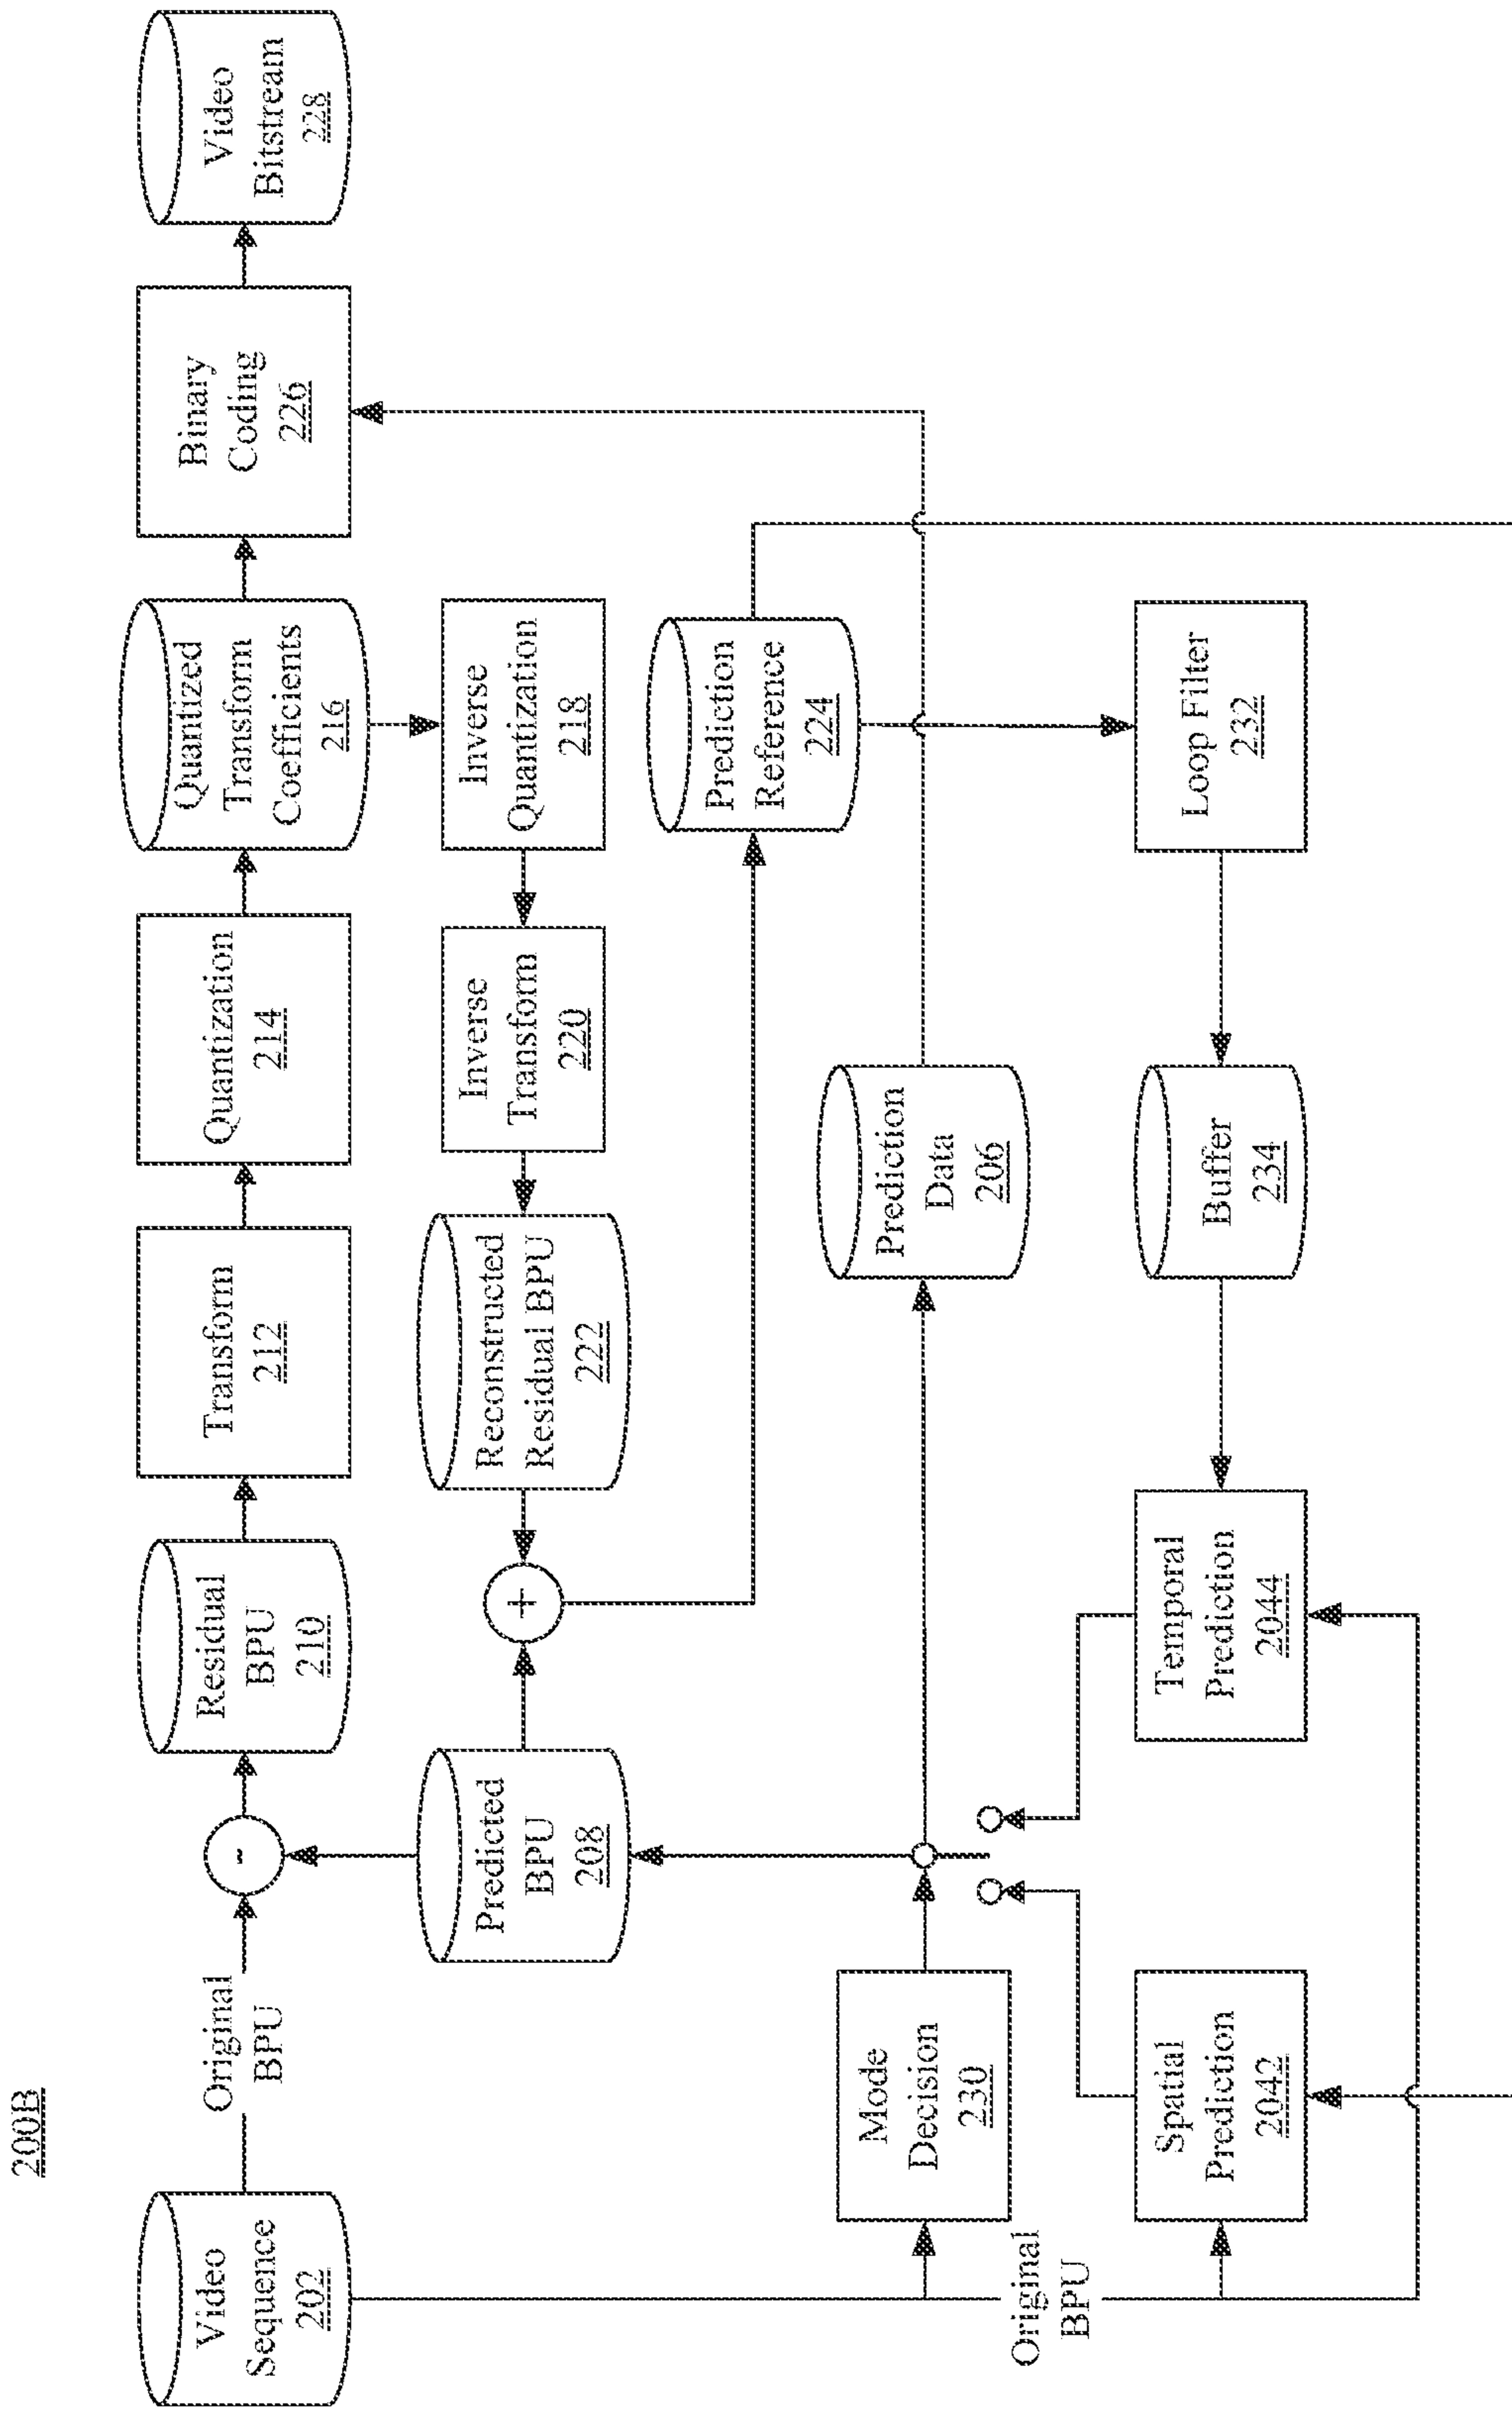 200B
Video
Sequence
202
Original
BPU
-
Residual
BPU
210
Transform
212
Quantization
214
Quantized
Transform
Coefficients
216
Binary
Coding
226
Video
Bitstream
228
Predicted
BPU
208
+
Reconstructed
Residual BPU
222
Inverse
Transform
220
Inverse
Quantization
218
Prediction
Reference
224
Mode
Decision
230
Prediction
Data
206
Original
BPU
Spatial
Prediction
2042
Temporal
Prediction
2044
Buffer
234
Loop Filter
232